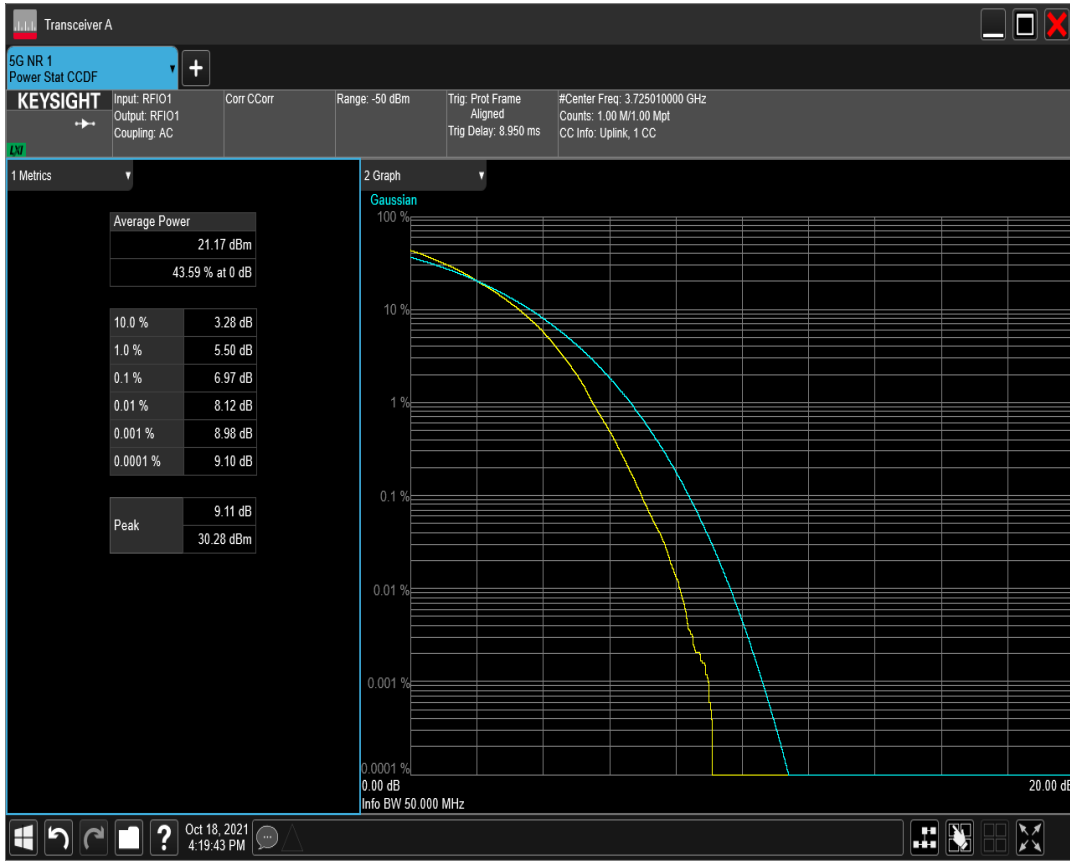 Transceiver A
5G NR 1
Power Stat CCDF
KEYSIGHT
LXI
Input: RFIO1
Output: RFIO1
Coupling: AC
Corr CCorr
Range: -50 dBm
Trig: Prot Frame
Aligned
Trig Delay: 8.950 ms
#Center Freq: 3.725010000 GHz
Counts: 1.00 M/1.00 Mpt
CC Info: Uplink, 1 CC
1 Metrics
Average Power
21.17 dBm
43.59 % at 0 dB
10.0 % 3.28 dB
1.0 % 5.50 dB
0.1 % 6.97 dB
0.01 % 8.12 dB
0.001 % 8.98 dB
0.0001 % 9.10 dB
Peak
9.11 dB
30.28 dBm
2 Graph
Gaussian
100 %
10 %
1 %
0.1 %
0.01 %
0.001 %
0.0001 %
0.00 dB 20.00 dB
Info BW 50.000 MHz
Oct 18, 2021
4:19:43 PM